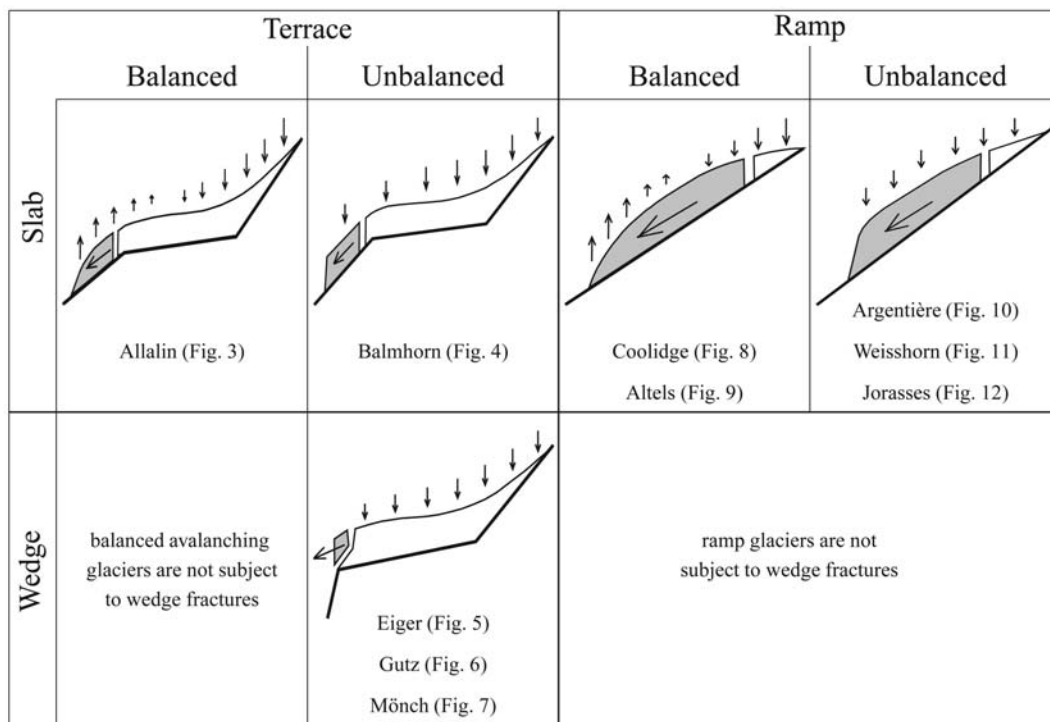 Terrace
Ramp
Balanced
Unbalanced
Balanced
Unbalanced
Slab
Allalin (Fig. 3)
Balmhorn (Fig. 4)
Coolidge (Fig. 8)
Altels (Fig. 9)
Argentière (Fig. 10)
Weisshorn (Fig. 11)
Jorasses (Fig. 12)
Wedge
balanced avalanching
glaciers are not subject
to wedge fractures
Eiger (Fig. 5)
Gutz (Fig. 6)
Mönch (Fig. 7)
ramp glaciers are not
subject to wedge fractures